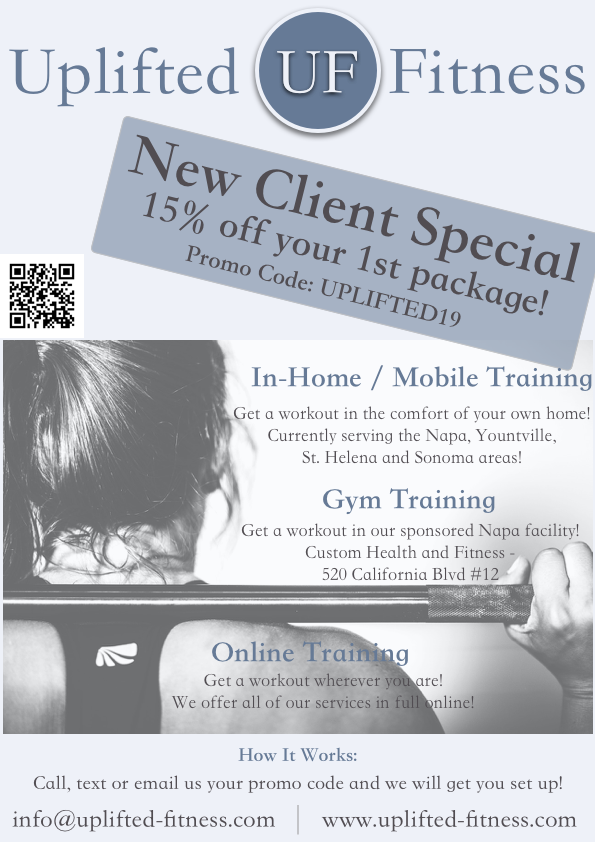 Uplifted UF Fitness
New Client Special
15% off your 1st package!
Promo Code: UPLIFTED19
In-Home / Mobile Training
Get a workout in the comfort of your own home!
Currently serving the Napa, Yountville,
St. Helena and Sonoma areas!
Gym Training
Get a workout in our sponsored Napa facility!
Custom Health and Fitness -
520 California Blvd #12
Online Training
Get a workout wherever you are!
We offer all of our services in full online!
How It Works:
Call, text or email us your promo code and we will get you set up!
info@uplifted-fitness.com | www.uplifted-fitness.com